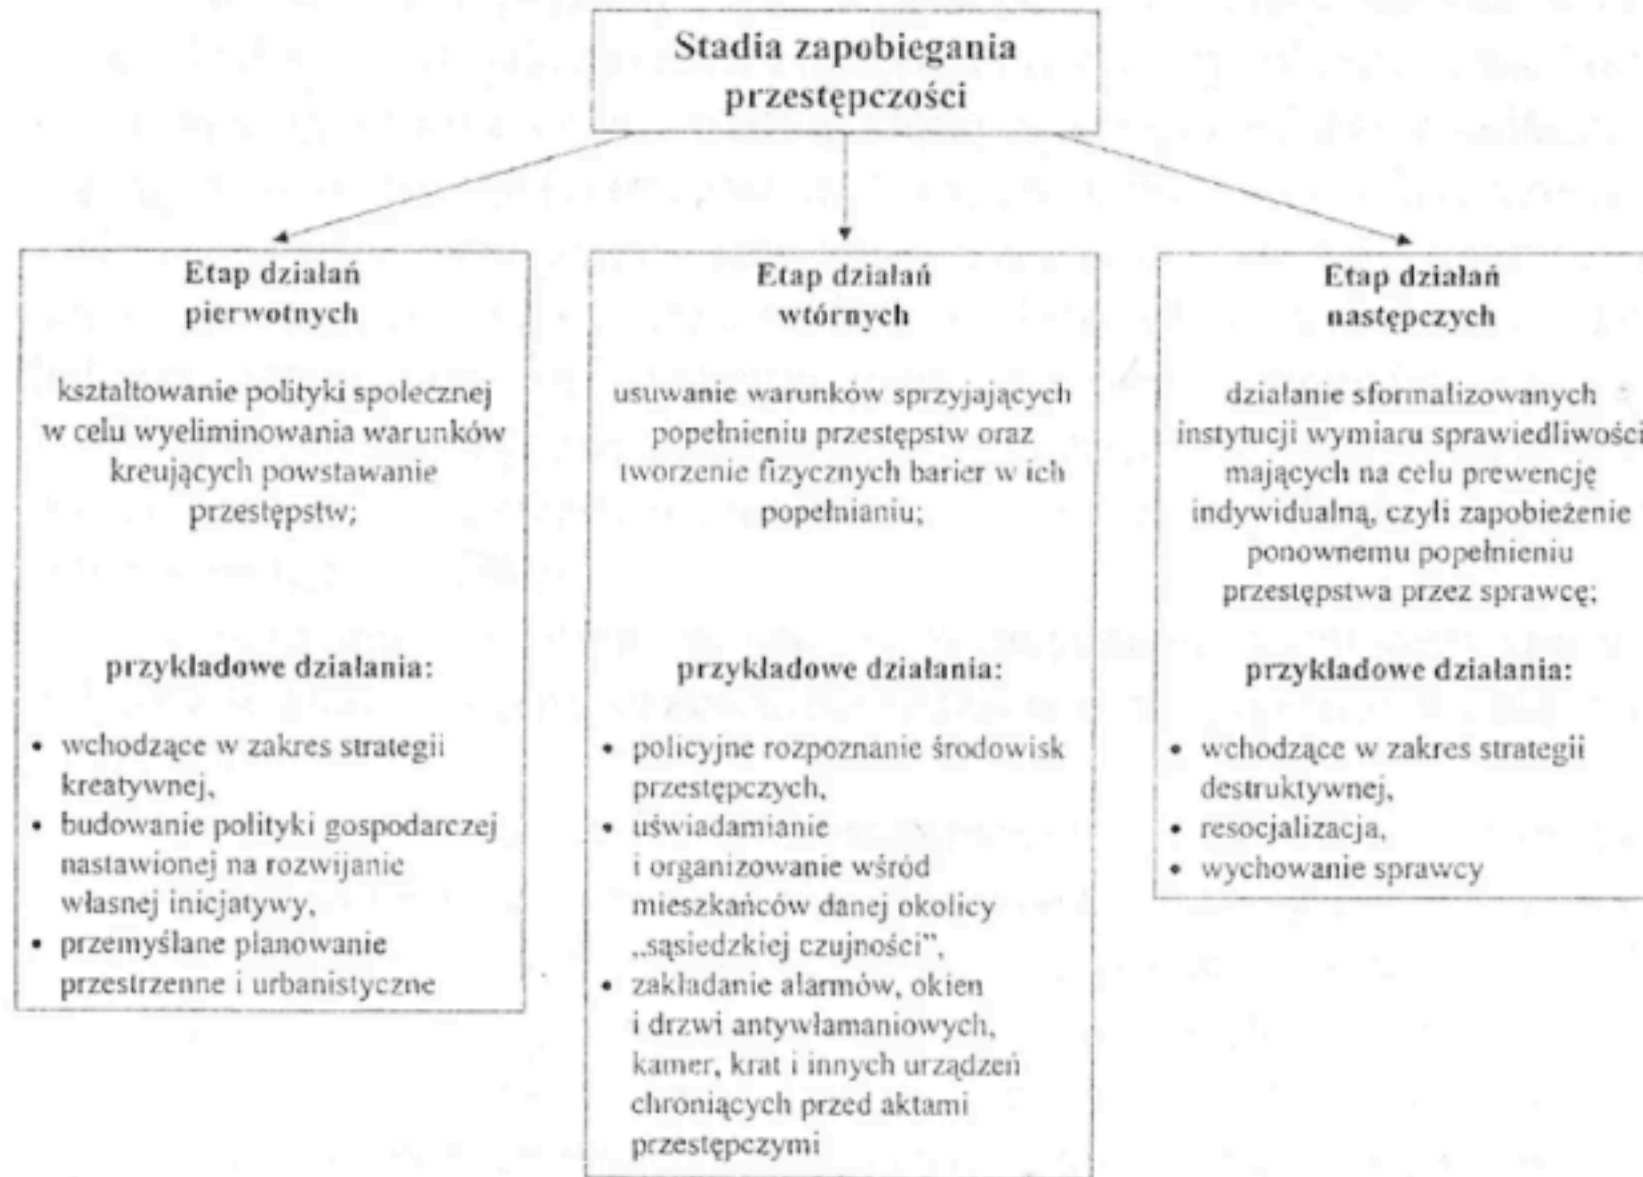 Stadia zapobiegania
przestępczości
Etap działań
pierwotnych
kształtowanie polityki społecznej
w celu wyeliminowania warunków
kreujących powstawanie
przestępstw;
przykładowe działania:
• wchodzące w zakres strategii
kreatywnej,
• budowanie polityki gospodarczej
nastawionej na rozwijanie
własnej inicjatywy,
• przemyślane planowanie
przestrzenne i urbanistyczne
Etap działań
wtórnych
usuwanie warunków sprzyjających
popełnieniu przestępstw oraz
tworzenie fizycznych barier w ich
popełnianiu;
przykładowe działania:
• policyjne rozpoznanie środowisk
przestępczych,
• uświadamianie
i organizowanie wśród
mieszkańców danej okolicy
„sąsiedzkiej czujności”,
• zakładanie alarmów, okien
i drzwi antywłamaniowych,
kamer, krat i innych urządzeń
chroniących przed aktami
przestępczymi
Etap działań
następczych
działanie sformalizowanych
instytucji wymiaru sprawiedliwości
mających na celu prewencję
indywidualną, czyli zapobieżenie
ponownemu popełnieniu
przestępstwa przez sprawcę;
przykładowe działania:
• wchodzące w zakres strategii
destruktywnej,
• resocjalizacja,
• wychowanie sprawcy